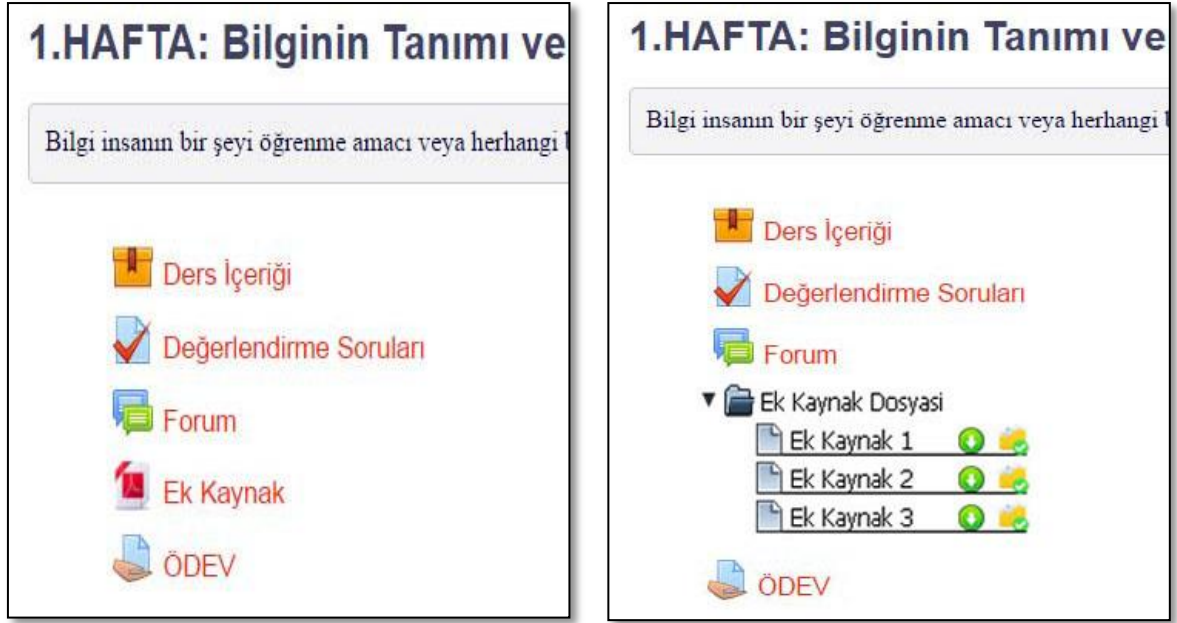 1.HAFTA: Bilginin Tanımı ve
Bilgi insanın bir şeyi öğrenme amacı veya herhangi
Ders İçeriği
Değerlendirme Soruları
Forum
Ek Kaynak
ÖDEV
1.HAFTA: Bilginin Tanımı ve
Bilgi insanın bir şeyi öğrenme amacı veya herhangi
Ders İçeriği
Değerlendirme Soruları
Forum
Ek Kaynak Dosyasi
Ek Kaynak 1
Ek Kaynak 2
Ek Kaynak 3
ÖDEV